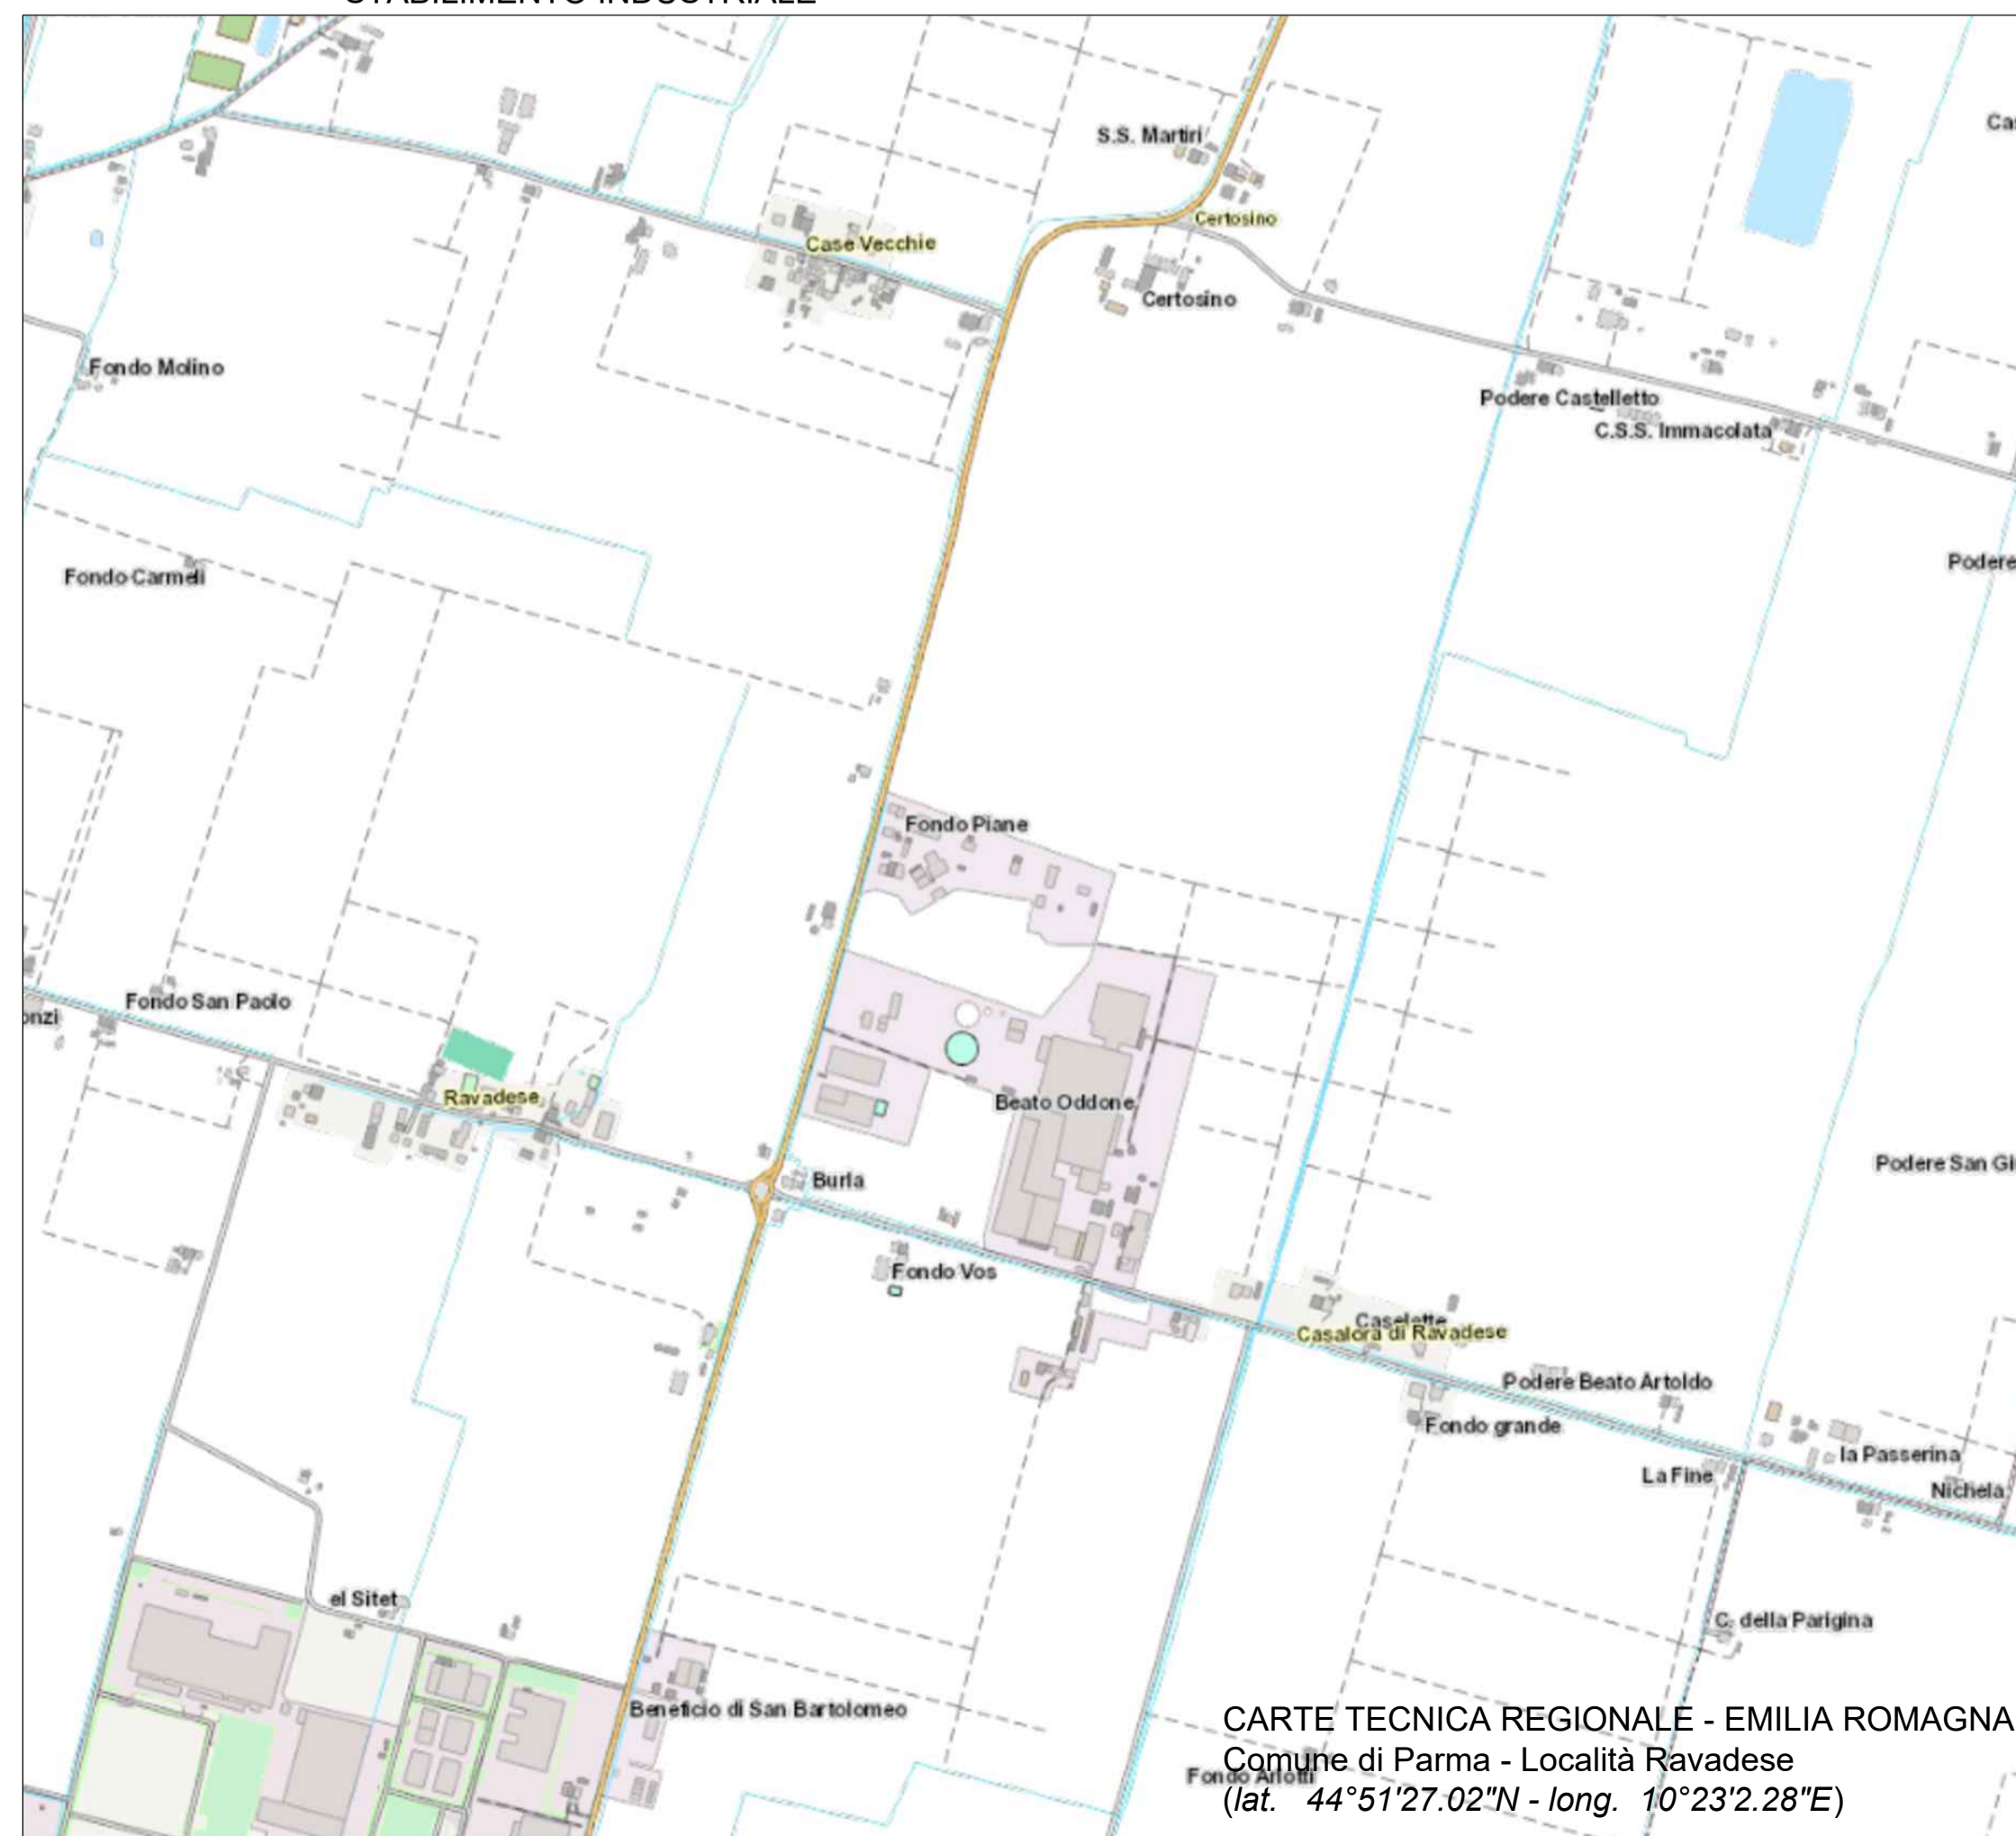 STABILIMENTO INDUSTRIALE
S.S. Martiri
Certosino
Case Vecchie
Certosino
Fondo Molino
Podere Castelletto
C.S.S. Immacolata
Podere
Fondo Carmeli
Fondo Piane
Fondo San Paolo
onzi
Ravadese
Beato Oddone
Podere San Gi
Burla
Fondo Vos
Caselette
Casalora di Ravadese
Podere Beato Artoldo
Fondo grande
la Passerina
La Fine
Nichela
el Sitet
C. della Parigina
Beneficio di San Bartolomeo
CARTE TECNICA REGIONALE - EMILIA ROMAGNA
Comune di Parma - Località Ravadese
Fondo Arlotti
(lat. 44°51'27.02"N - long. 10°23'2.28"E)